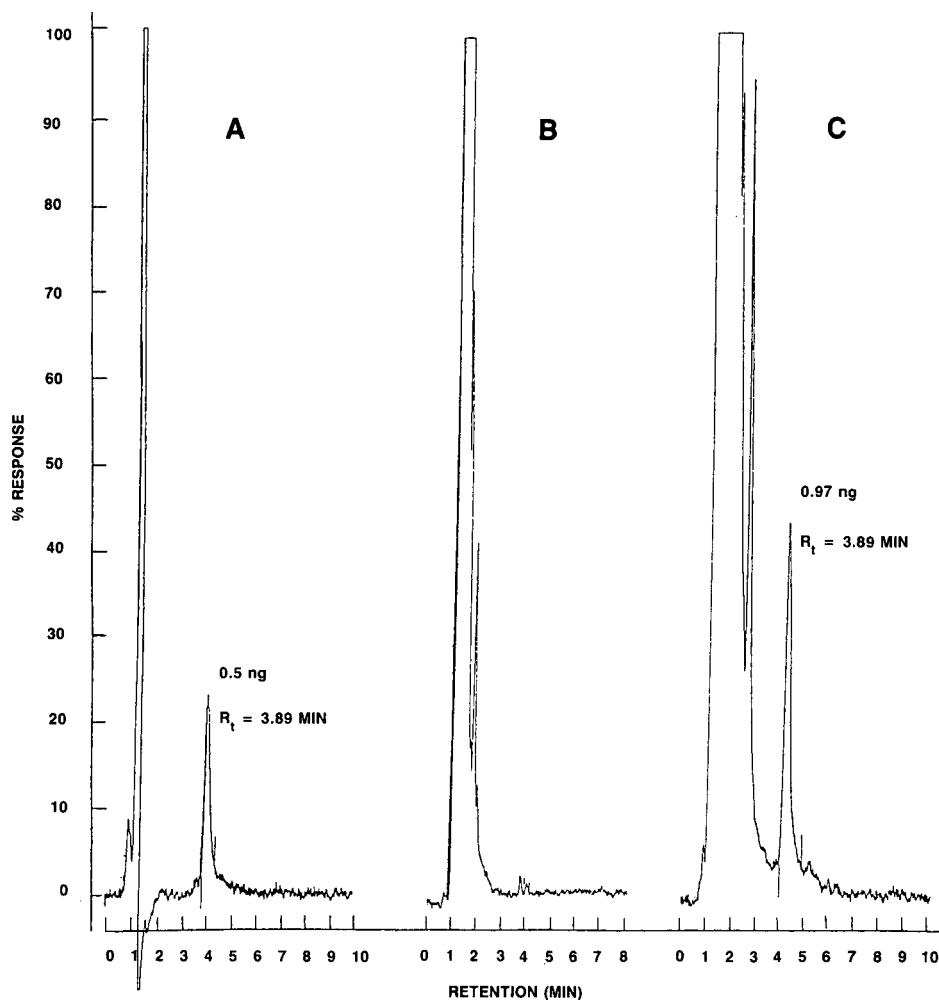 100
A
B
C
90
80
70
60
50
0.97 ng
Rt = 3.89 MIN
40
30
0.5 ng
Rt = 3.89 MIN
20
10
0
% RESPONSE
0 1 2 3 4 5 6 7 8 9 10
0 1 2 3 4 5 6 7 8
0 1 2 3 4 5 6 7 8 9 10
RETENTION (MIN)